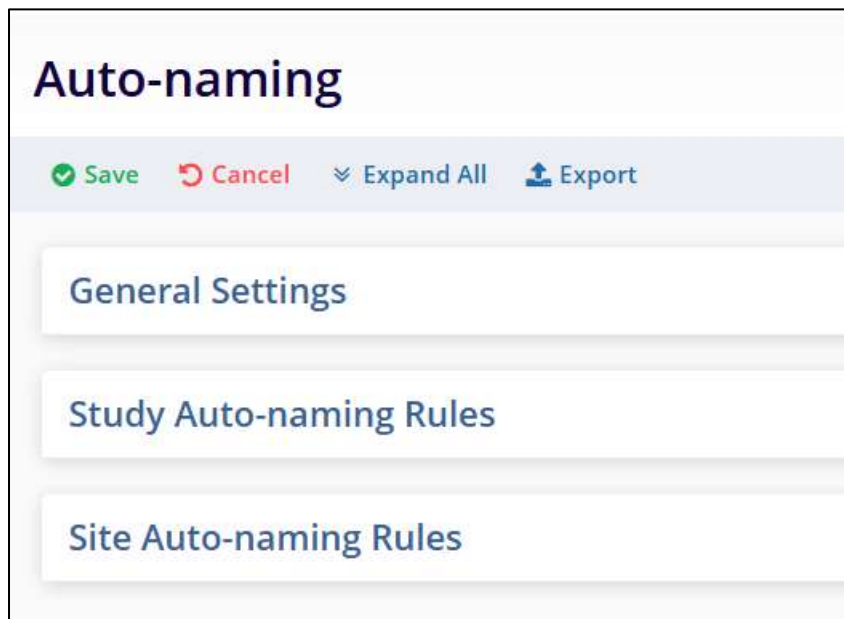 Auto-naming
Save Cancel Expand All Export
General Settings
Study Auto-naming Rules
Site Auto-naming Rules